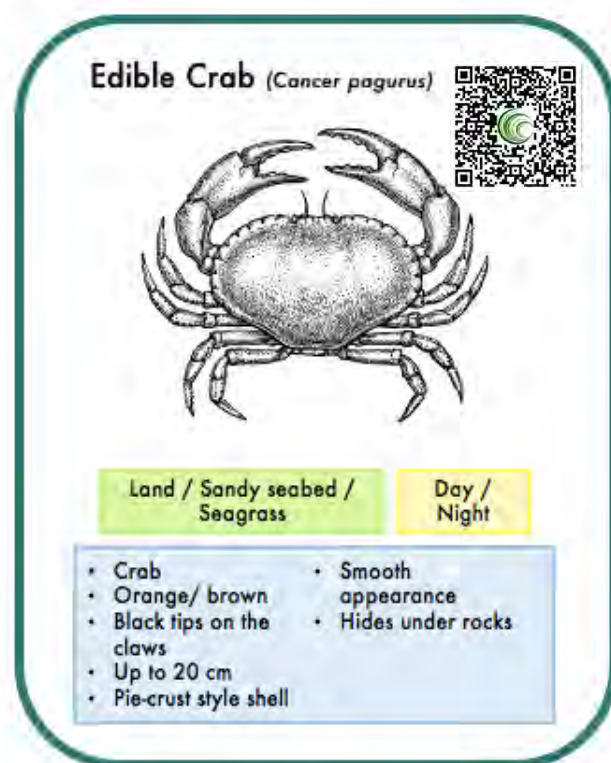 Edible Crab (Cancer pagurus)
Land / Sandy seabed /
Seagrass
Day /
Night
• Crab
• Orange/ brown
• Black tips on the
claws
• Up to 20 cm
• Pie-crust style shell
• Smooth
appearance
• Hides under rocks